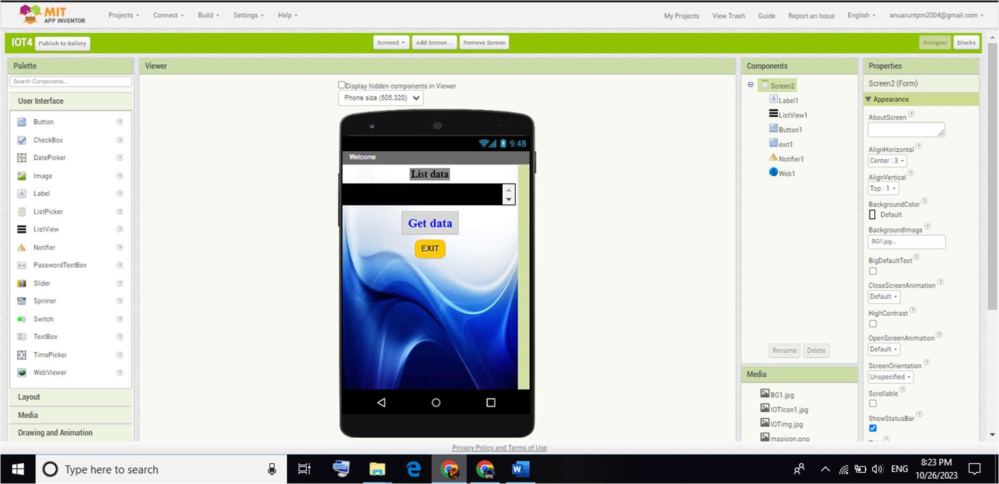 MIT
APP INVENTOR
Projects
Connect
Build
Settings
Help
My Projects
View Trash
Guide
Report an Issue
English
anuaruntpm2004@gmail.com
IOT4
Publish to Gallery
Screen2
Add Screen ...
Remove Screen
Designer
Blocks
Palette
Search Components...
User Interface
Button
CheckBox
DatePicker
Image
Label
ListPicker
ListView
Notifier
PasswordTextBox
Slider
Spinner
Switch
TextBox
TimePicker
WebViewer
Layout
Media
Drawing and Animation
Viewer
Display hidden components in Viewer
Phone size (505,320)
9:48
Welcome
List data
Get data
EXIT
Components
Screen2
Label1
ListView1
Button1
exit1
Notifier1
Web1
Rename
Delete
Media
BG1.jpg
IOTIcon1.jpg
IOTimg.jpg
mapicon.png
Properties
Screen2 (Form)
Appearance
AboutScreen
AlignHorizontal
Center : 3
AlignVertical
Top : 1
BackgroundColor
Default
BackgroundImage
BG1.jpg...
BigDefaultText
CloseScreenAnimation
Default
HighContrast
OpenScreenAnimation
Default
ScreenOrientation
Unspecified
Scrollable
ShowStatusBar
Privacy Policy and Terms of Use
Type here to search
ENG
8:23 PM
10/26/2023